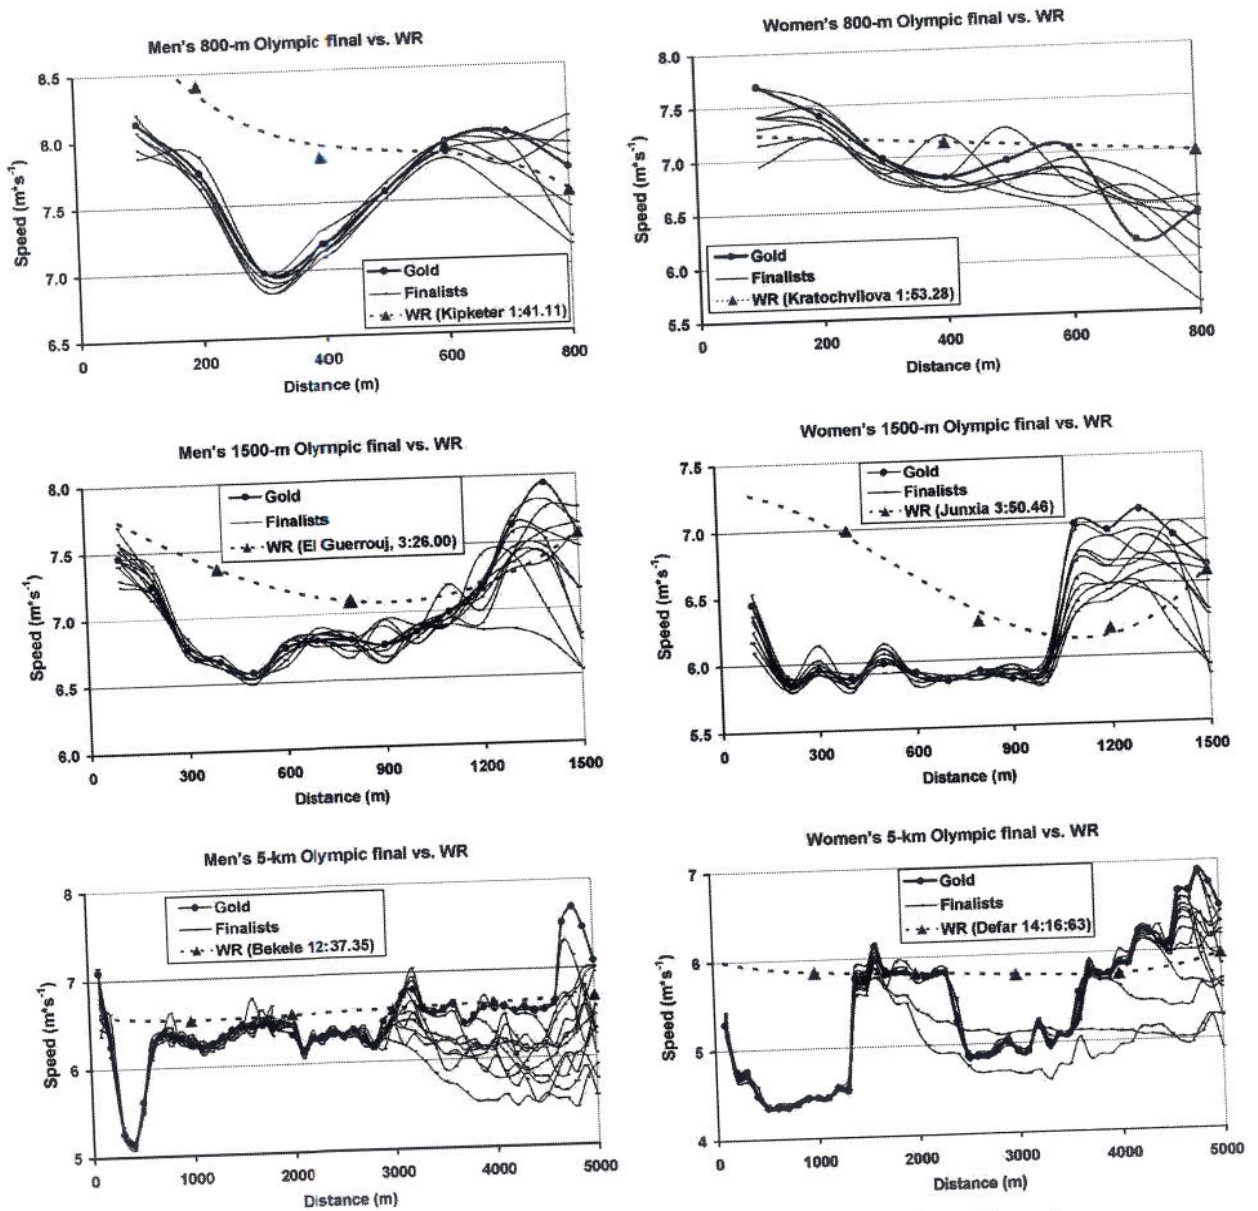 Men's 800-m Olympic final vs. WR
Speed (m*s-1)
8.5
8.0
7.5
7.0
6.5
0
200
400
600
800
Distance (m)
Gold
Finalists
WR (Kipketer 1:41.11)
Women's 800-m Olympic final vs. WR
Speed (m*s-1)
8.0
7.5
7.0
6.5
6.0
5.5
0
200
400
600
800
Distance (m)
Gold
Finalists
WR (Kratochvilova 1:53.28)
Men's 1500-m Olympic final vs. WR
Speed (m*s-1)
8.0
7.5
7.0
6.5
6.0
0
300
600
900
1200
1500
Distance (m)
Gold
Finalists
WR (El Guerrouj, 3:26.00)
Women's 1500-m Olympic final vs. WR
Speed (m*s-1)
7.5
7.0
6.5
6.0
5.5
0
300
600
900
1200
1500
Distance (m)
Gold
Finalists
WR (Junxia 3:50.46)
Men's 5-km Olympic final vs. WR
Speed (m*s-1)
8
7
6
5
0
1000
2000
3000
4000
5000
Distance (m)
Gold
Finalists
WR (Bekele 12:37.35)
Women's 5-km Olympic final vs. WR
Speed (m*s-1)
7
6
5
4
0
1000
2000
3000
4000
5000
Distance (m)
Gold
Finalists
WR (Defar 14:16:63)